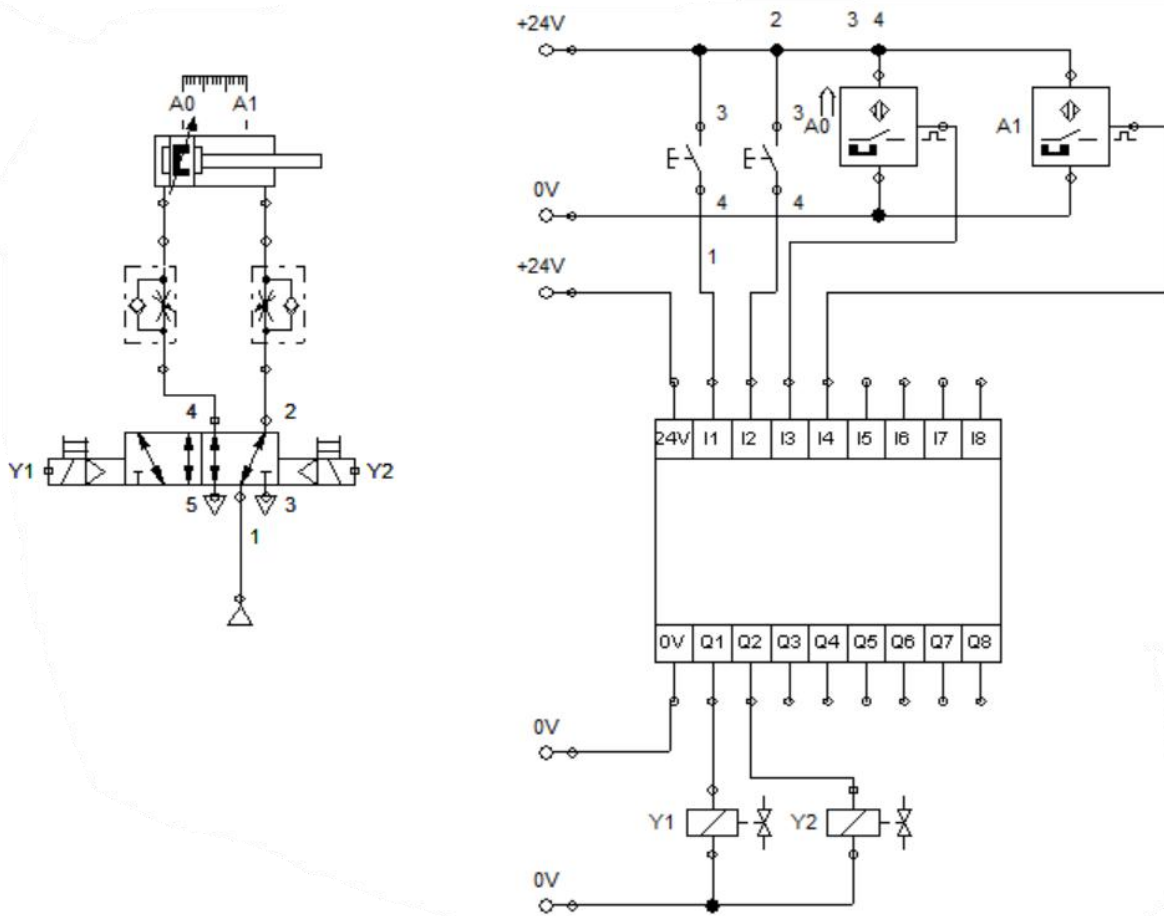 +24V
2
3 4
A0 A1
3
3
A0
A1
4
4
0V
1
+24V
4
2
24V I1 I2 I3 I4 I5 I6 I7 I8
Y1
Y2
5
3
1
0V Q1 Q2 Q3 Q4 Q5 Q6 Q7 Q8
0V
Y1
Y2
0V